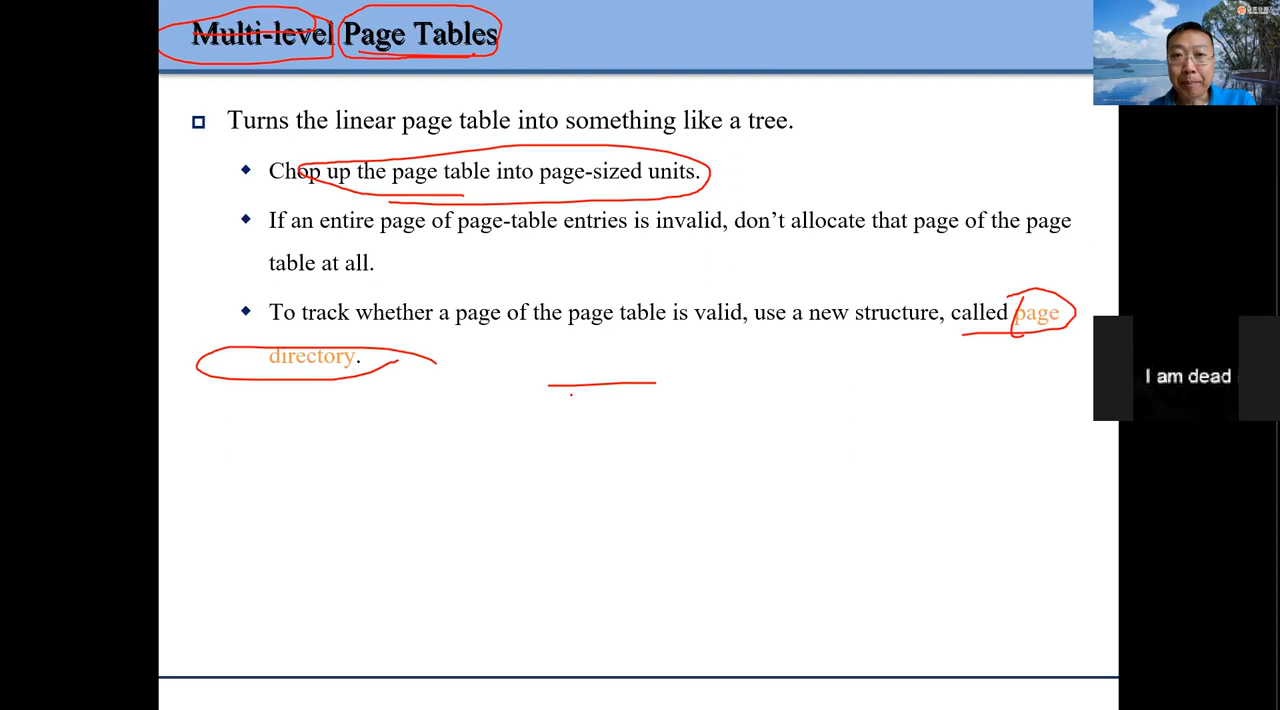 Multi-level Page Tables
Turns the linear page table into something like a tree.
Chop up the page table into page-sized units.
If an entire page of page-table entries is invalid, don’t allocate that page of the page
table at all.
To track whether a page of the page table is valid, use a new structure, called page
directory.
I am dead